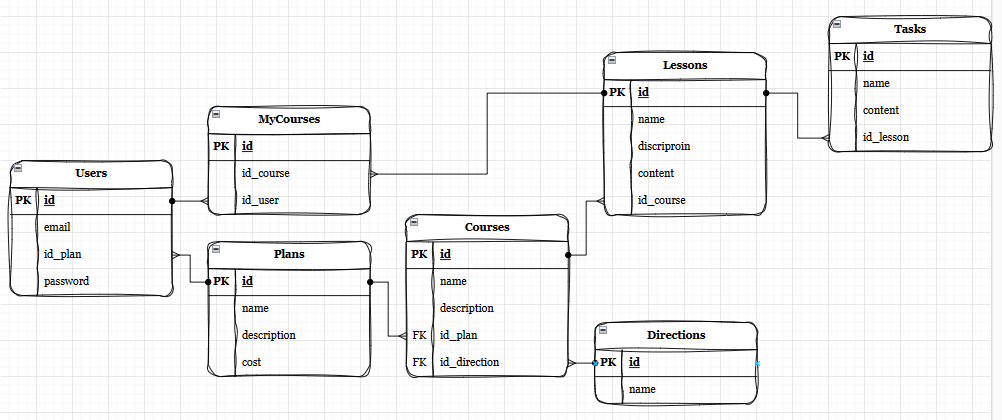 Users
PK id
email
id_plan
password
MyCourses
PK id
id_course
id_user
Plans
PK id
name
description
cost
Courses
PK id
name
description
FK id_plan
FK id_direction
Lessons
PK id
name
discriproin
content
id_course
Directions
PK id
name
Tasks
PK id
name
content
id_lesson